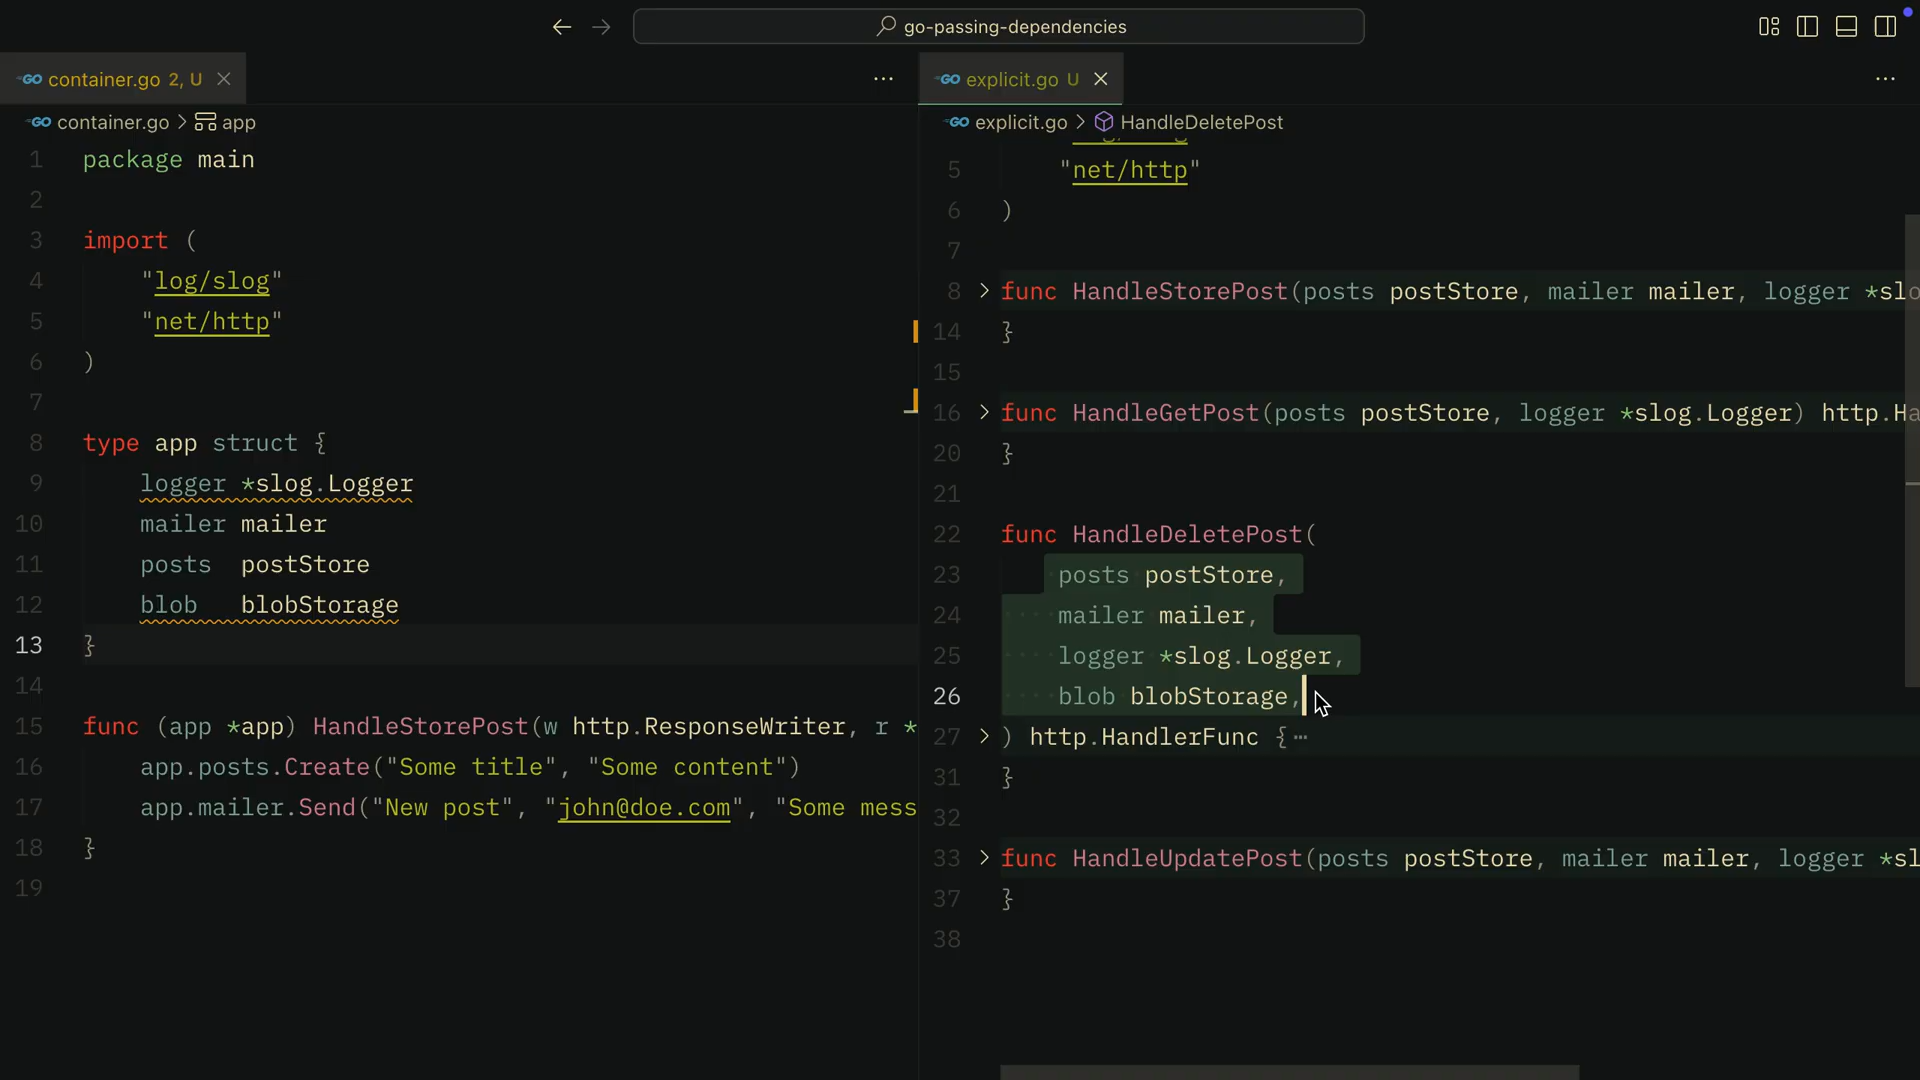 go-passing-dependencies
container.go 2, U
container.go > app
1 package main
2
3 import (
4 "log/slog"
5 "net/http"
6 )
7
8 type app struct {
9 logger *slog.Logger
10 mailer mailer
11 posts postStore
12 blob blobStorage
13 }
14
15 func (app *app) HandleStorePost(w http.ResponseWriter, r *
16 app.posts.Create("Some title", "Some content")
17 app.mailer.Send("New post", "john@doe.com", "Some mess
18 }
19
explicit.go U
explicit.go > HandleDeletePost
5 "net/http"
6 )
7
8 func HandleStorePost(posts postStore, mailer mailer, logger *slo
14 }
15
16 func HandleGetPost(posts postStore, logger *slog.Logger) http.Ha
20 }
21
22 func HandleDeletePost(
23 posts postStore,
24 mailer mailer,
25 logger *slog.Logger,
26 blob blobStorage,
27 ) http.HandlerFunc {⋯
31 }
32
33 func HandleUpdatePost(posts postStore, mailer mailer, logger *sl
37 }
38